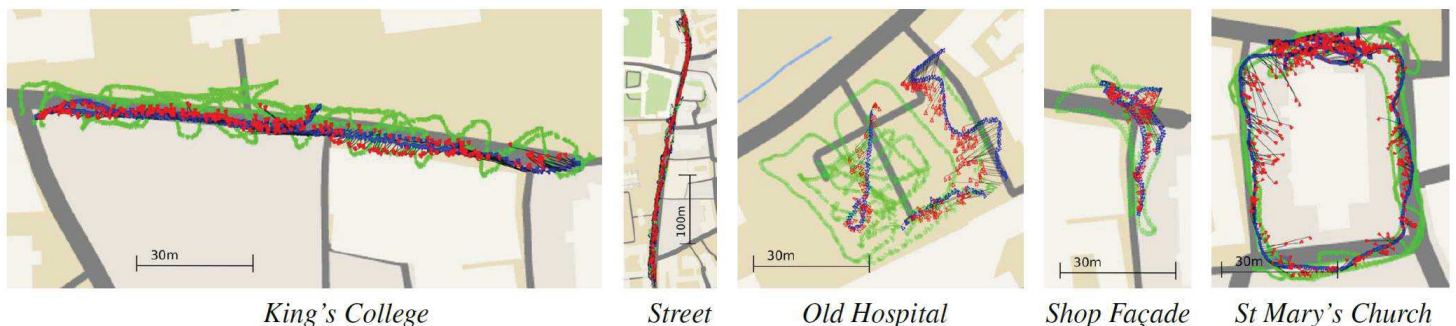 30m
100m
30m
30m
30m
King's College
Street
Old Hospital
Shop Façade
St Mary's Church